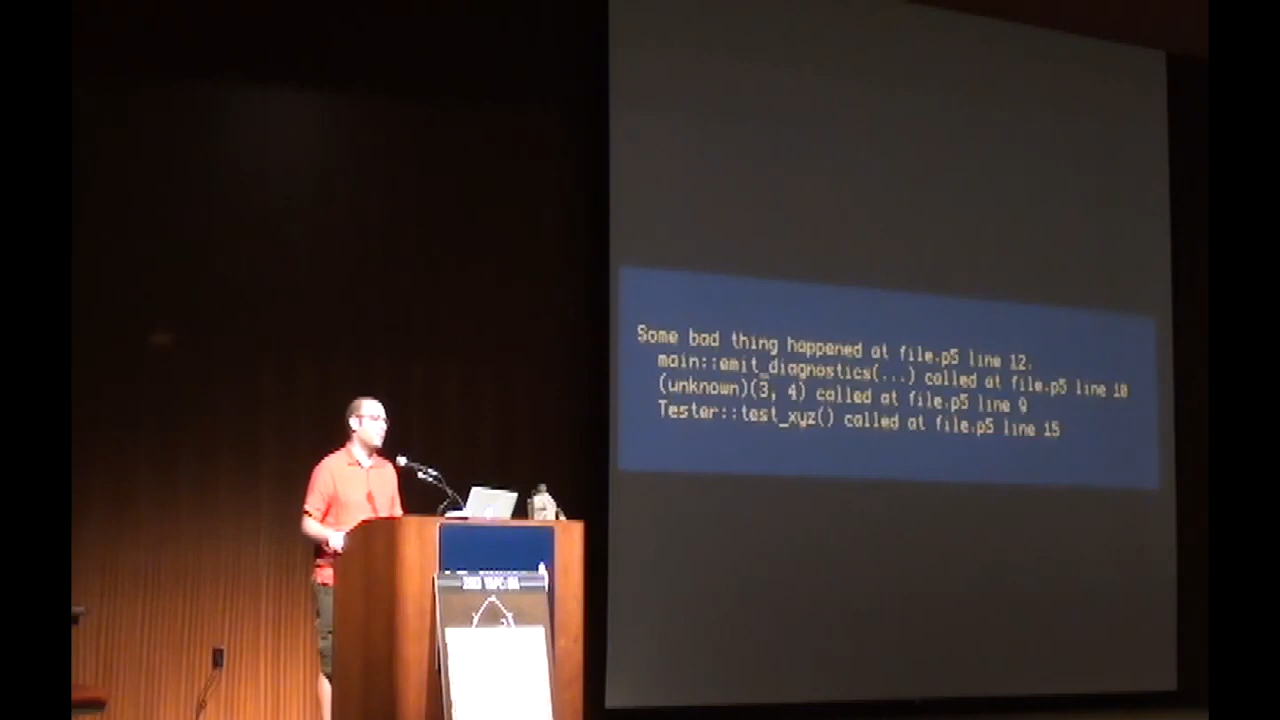 Some bad thing happened at file.p5 line 12.
main::emit_diagnostics(...) called at file.p5 line 10
(unknown)(3, 4) called at file.p5 line 9
Tester::test_xyz() called at file.p5 line 15